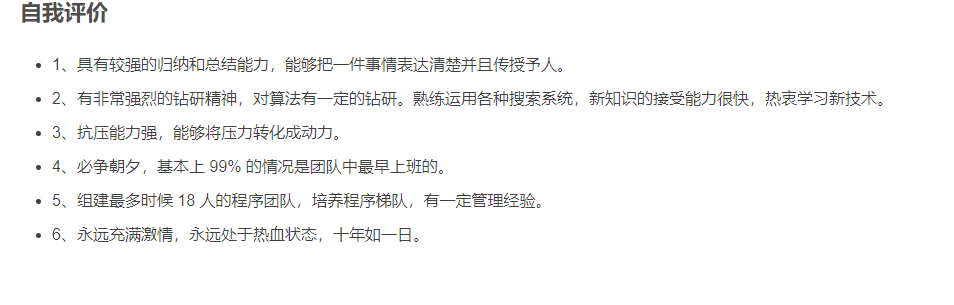 自我评价
1、具有较强的归纳和总结能力，能够把一件事情表达清楚并且传授予人。
2、有非常强烈的钻研精神，对算法有一定的钻研。熟练运用各种搜索系统，新知识的接受能力很快，热衷学习新技术。
3、抗压能力强，能够将压力转化成动力。
4、必争朝夕，基本上 99% 的情况是团队中最早上班的。
5、组建最多时候 18 人的程序团队，培养程序梯队，有一定管理经验。
6、永远充满激情，永远处于热血状态，十年如一日。